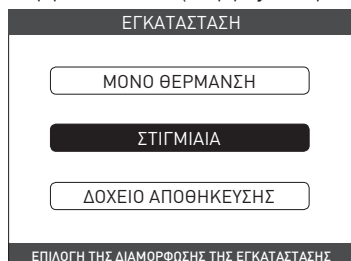 ΕΓΚΑΤΑΣΤΑΣΗ
ΜΟΝΟ ΘΕΡΜΑΝΣΗ
ΣΤΙΓΜΙΑΙΑ
ΔΟΧΕΙΟ ΑΠΟΘΗΚΕΥΣΗΣ
ΕΠΙΛΟΓΗ ΤΗΣ ΔΙΑΜΟΡΦΩΣΗΣ ΤΗΣ ΕΓΚΑΤΑΣΤΑΣΗΣ